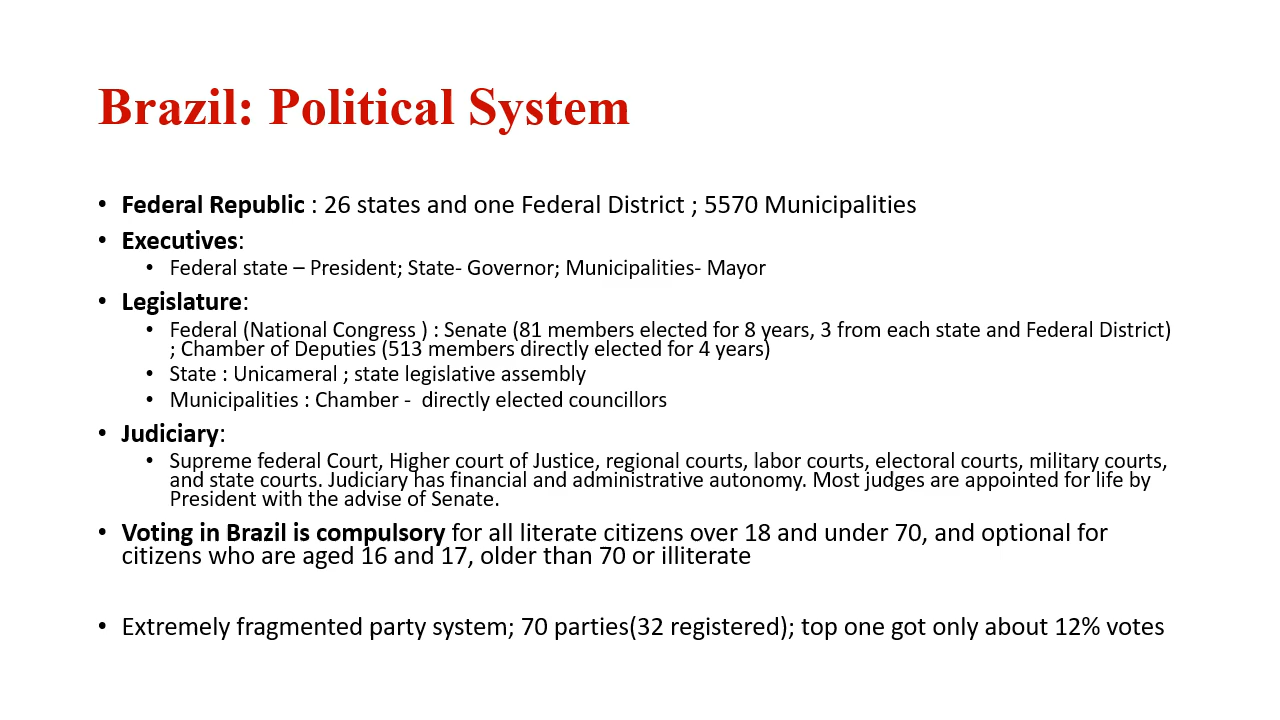 Brazil: Political System
• Federal Republic : 26 states and one Federal District ; 5570 Municipalities
• Executives:
• Federal state – President; State- Governor; Municipalities- Mayor
• Legislature:
• Federal (National Congress ) : Senate (81 members elected for 8 years, 3 from each state and Federal District)
; Chamber of Deputies (513 members directly elected for 4 years)
• State : Unicameral ; state legislative assembly
• Municipalities : Chamber -  directly elected councillors
• Judiciary:
• Supreme federal Court, Higher court of Justice, regional courts, labor courts, electoral courts, military courts,
and state courts. Judiciary has financial and administrative autonomy. Most judges are appointed for life by
President with the advise of Senate.
• Voting in Brazil is compulsory for all literate citizens over 18 and under 70, and optional for
citizens who are aged 16 and 17, older than 70 or illiterate
• Extremely fragmented party system; 70 parties(32 registered); top one got only about 12% votes